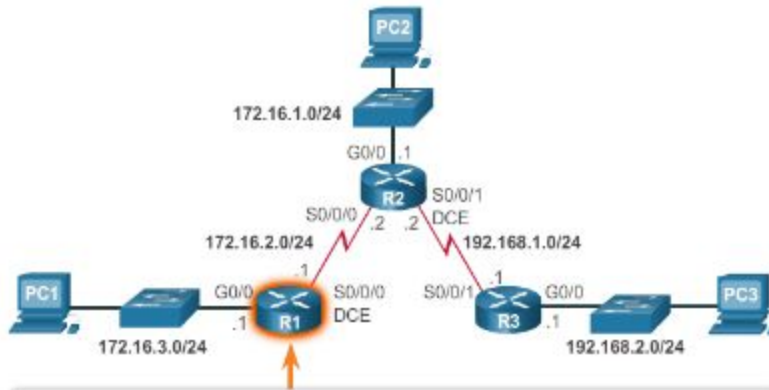 PC2
172.16.1.0/24
G0/0 .1
R2
S0/0/1
DCE
S0/0/0
.2 .2
172.16.2.0/24
192.168.1.0/24
.1
.1
PC1
G0/0
S0/0/0
DCE
S0/0/1
G0/0
PC3
R1
.1
R3
.1
172.16.3.0/24
192.168.2.0/24